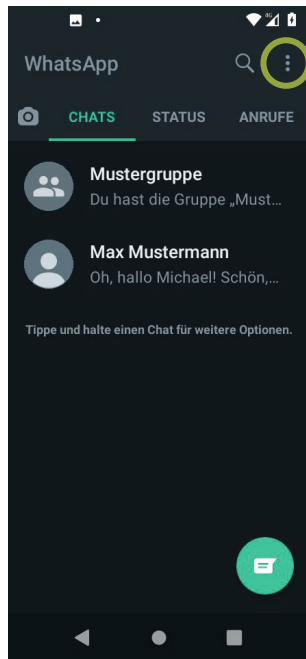 WhatsApp
CHATS STATUS ANRUFE
Mustergruppe
Du hast die Gruppe „Must...
Max Mustermann
Oh, hallo Michael! Schön,...
Tippe und halte einen Chat für weitere Optionen.